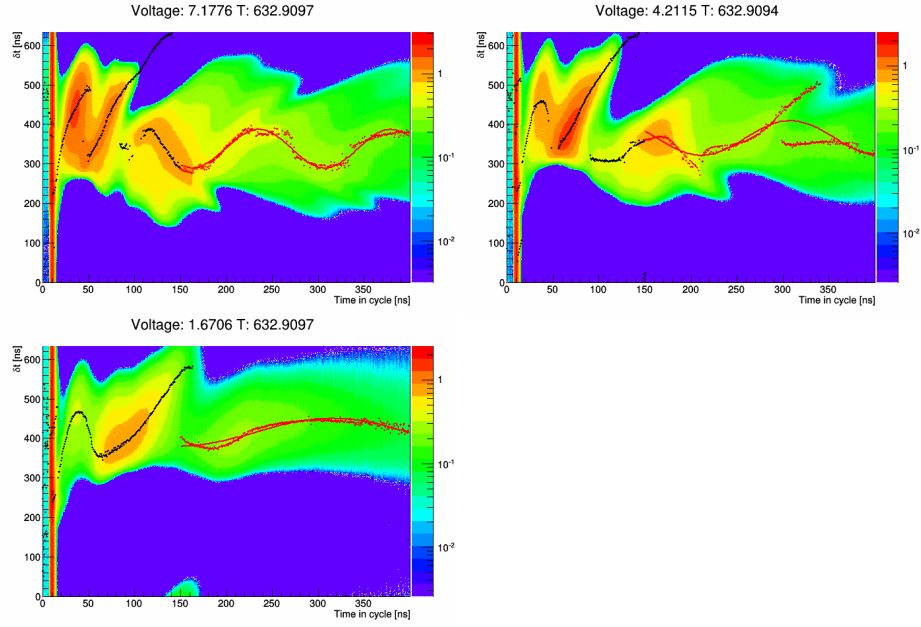 Voltage: 7.1776 T: 632.9097
δt [ns]
600
500
400
300
200
100
0
0 50 100 150 200 250 300 350
Time in cycle [ns]
1
10⁻¹
10⁻²
Voltage: 4.2115 T: 632.9094
δt [ns]
600
500
400
300
200
100
0
0 50 100 150 200 250 300 350
Time in cycle [ns]
1
10⁻¹
10⁻²
Voltage: 1.6706 T: 632.9097
δt [ns]
600
500
400
300
200
100
0
0 50 100 150 200 250 300 350
Time in cycle [ns]
1
10⁻¹
10⁻²